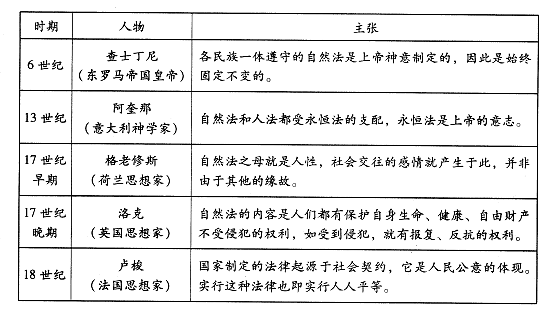 时期 人物 主张
6 世纪 查士丁尼 各民族一体遵守的自然法是上帝神意制定的，因此是始终
（东罗马帝国皇帝） 固定不变的。
13 世纪 阿奎那 自然法和人法都受永恒法的支配，永恒法是上帝的意志。
（意大利神学家）
17 世纪 格老修斯 自然法之母就是人性，社会交往的感情就产生于此，并非
早期 （荷兰思想家） 由于其他的缘故。
17 世纪 洛克 自然法的内容是人们都有保护自身生命、健康、自由财产
晚期 （英国思想家） 不受侵犯的权利，如受到侵犯，就有报复、反抗的权利。
18 世纪 卢梭 国家制定的法律起源于社会契约，它是人民公意的体现。
（法国思想家） 实行这种法律也即实行人人平等。